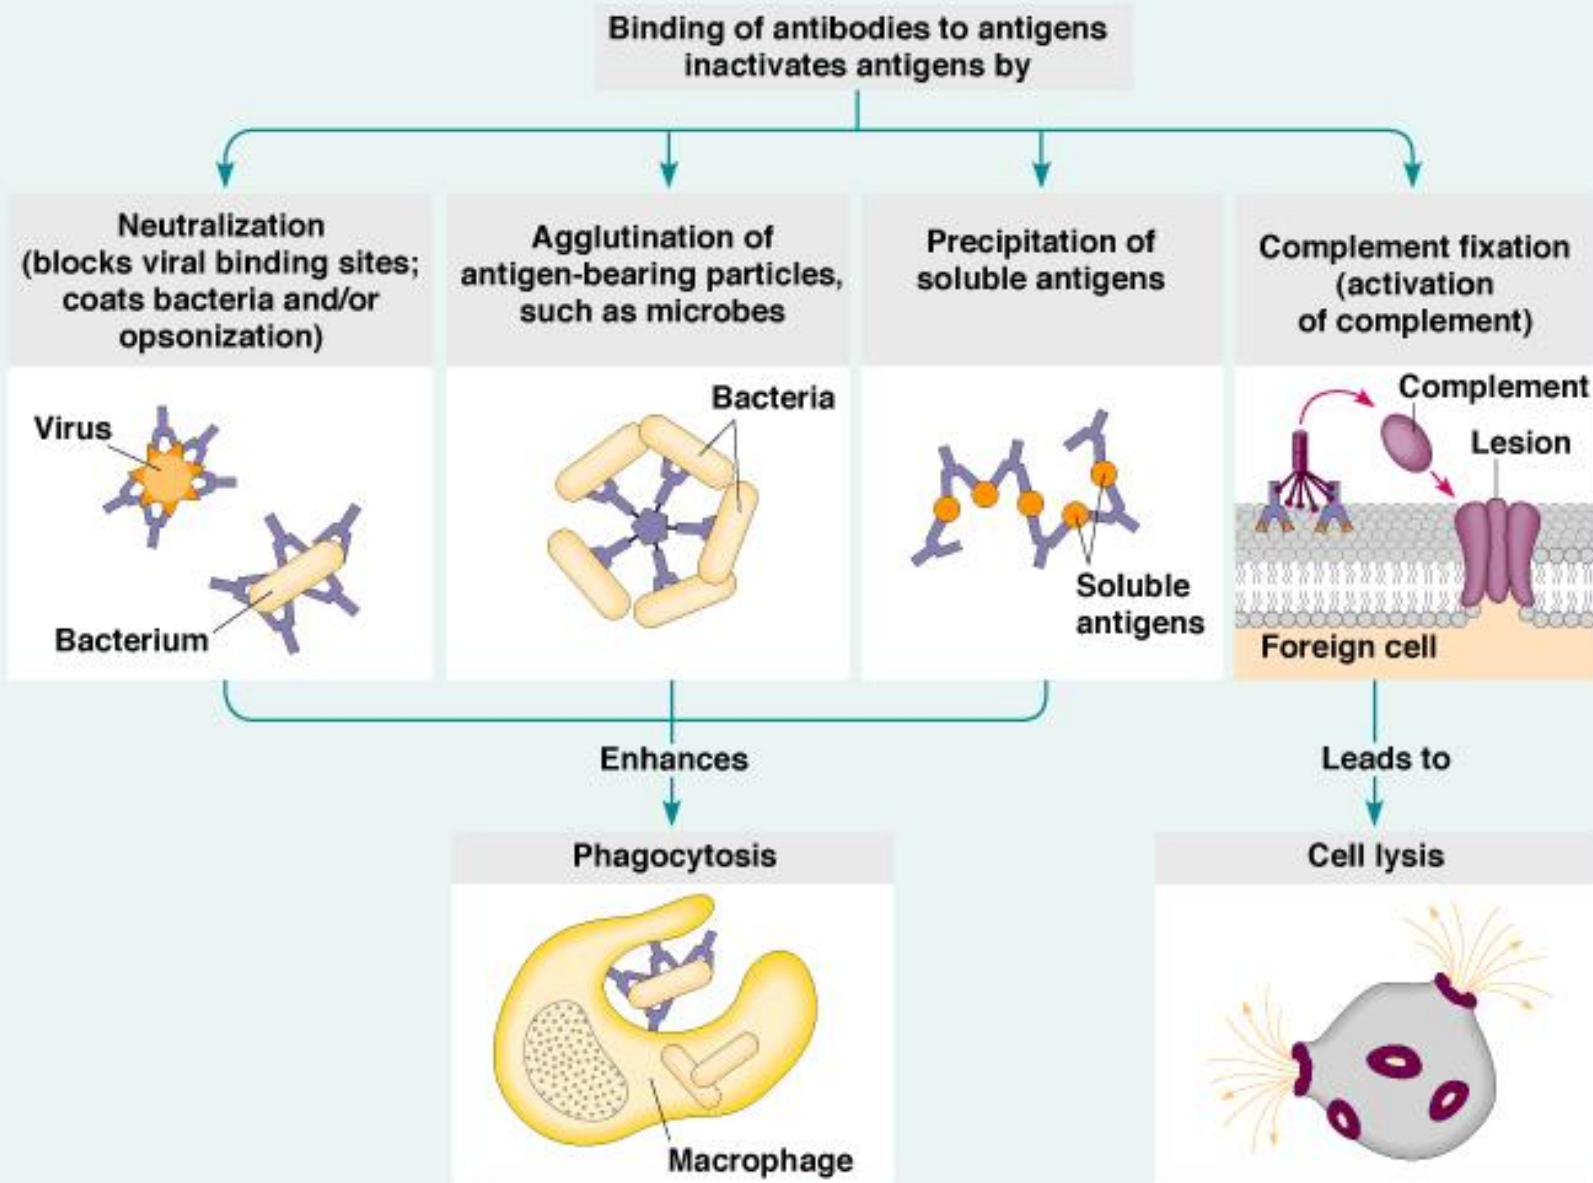 Binding of antibodies to antigens
inactivates antigens by
Neutralization
(blocks viral binding sites;
coats bacteria and/or
opsonization)
Agglutination of
antigen-bearing particles,
such as microbes
Precipitation of
soluble antigens
Complement fixation
(activation
of complement)
Virus
Bacterium
Bacteria
Soluble
antigens
Complement
Lesion
Foreign cell
Enhances
Leads to
Phagocytosis
Cell lysis
Macrophage